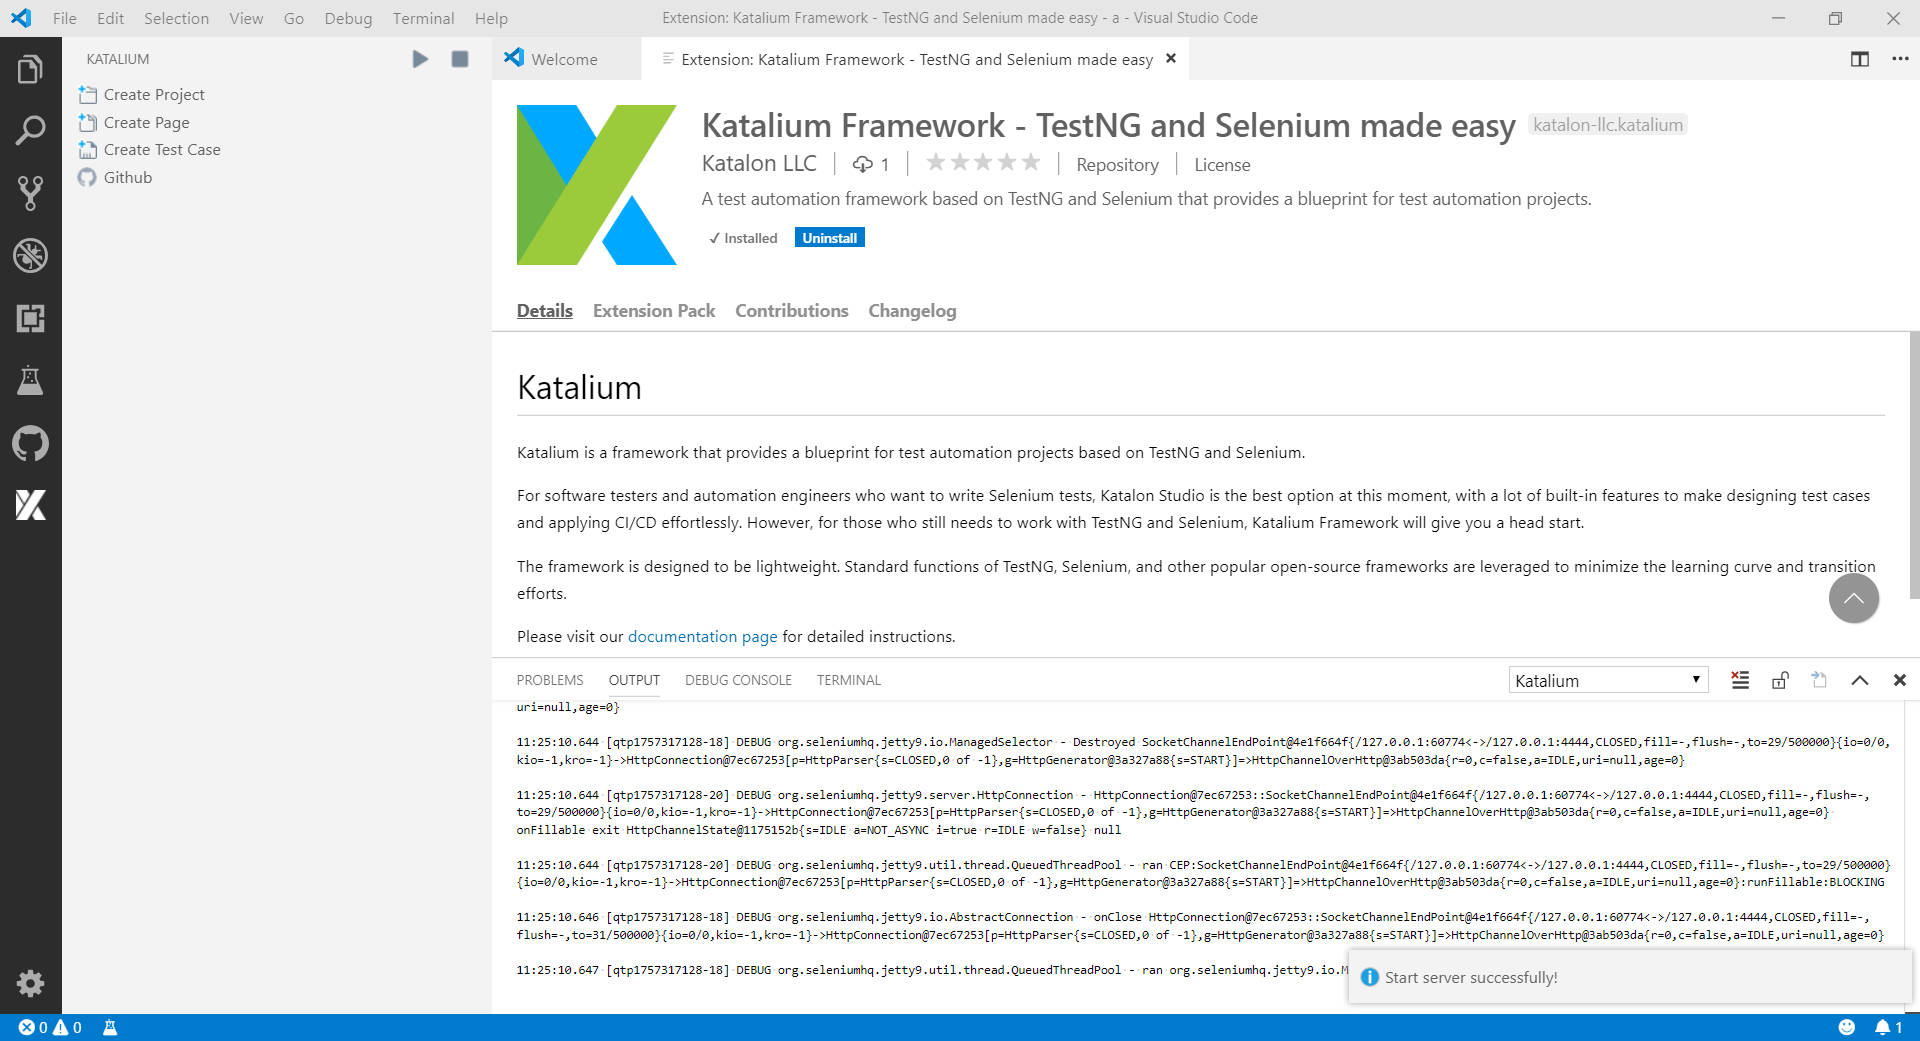 File Edit Selection View Go Debug Terminal Help
Extension: Katalium Framework - TestNG and Selenium made easy - a - Visual Studio Code
KATALIUM
Create Project
Create Page
Create Test Case
Github
Welcome
Extension: Katalium Framework - TestNG and Selenium made easy
Katalium Framework - TestNG and Selenium made easy
katalon-llc.katalium
Katalon LLC 1 Repository License
A test automation framework based on TestNG and Selenium that provides a blueprint for test automation projects.
✓ Installed Uninstall
Details Extension Pack Contributions Changelog
Katalium
Katalium is a framework that provides a blueprint for test automation projects based on TestNG and Selenium.
For software testers and automation engineers who want to write Selenium tests, Katalon Studio is the best option at this moment, with a lot of built-in features to make designing test cases
and applying CI/CD effortlessly. However, for those who still needs to work with TestNG and Selenium, Katalium Framework will give you a head start.
The framework is designed to be lightweight. Standard functions of TestNG, Selenium, and other popular open-source frameworks are leveraged to minimize the learning curve and transition
efforts.
Please visit our documentation page for detailed instructions.
PROBLEMS OUTPUT DEBUG CONSOLE TERMINAL
Katalium
uri=null,age=0}
11:25:10.644 [qtp1757317128-18] DEBUG org.seleniumhq.jetty9.io.ManagedSelector - Destroyed SocketChannelEndPoint@4e1f664f{/127.0.0.1:60774<->/127.0.0.1:4444,CLOSED,fill=-,flush=-,to=29/500000}{io=0/0,
kio=-1,kro=-1}->HttpConnection@7ec67253[p=HttpParser{s=CLOSED,0 of -1},g=HttpGenerator@3a327a88{s=START}]=>HttpChannelOverHttp@3ab503da{r=0,c=false,a=IDLE,uri=null,age=0}
11:25:10.644 [qtp1757317128-20] DEBUG org.seleniumhq.jetty9.server.HttpConnection - HttpConnection@7ec67253::SocketChannelEndPoint@4e1f664f{/127.0.0.1:60774<->/127.0.0.1:4444,CLOSED,fill=-,flush=-,
to=29/500000}{io=0/0,kio=-1,kro=-1}->HttpConnection@7ec67253[p=HttpParser{s=CLOSED,0 of -1},g=HttpGenerator@3a327a88{s=START}]=>HttpChannelOverHttp@3ab503da{r=0,c=false,a=IDLE,uri=null,age=0}
onFillable exit HttpChannelState@1175152b{s=IDLE a=NOT_ASYNC i=true r=IDLE w=false} null
11:25:10.644 [qtp1757317128-20] DEBUG org.seleniumhq.jetty9.util.thread.QueuedThreadPool - ran CEP:SocketChannelEndPoint@4e1f664f{/127.0.0.1:60774<->/127.0.0.1:4444,CLOSED,fill=-,flush=-,to=29/500000}
{io=0/0,kio=-1,kro=-1}->HttpConnection@7ec67253[p=HttpParser{s=CLOSED,0 of -1},g=HttpGenerator@3a327a88{s=START}]=>HttpChannelOverHttp@3ab503da{r=0,c=false,a=IDLE,uri=null,age=0}:runFillable:BLOCKING
11:25:10.646 [qtp1757317128-18] DEBUG org.seleniumhq.jetty9.io.AbstractConnection - onClose HttpConnection@7ec67253::SocketChannelEndPoint@4e1f664f{/127.0.0.1:60774<->/127.0.0.1:4444,CLOSED,fill=-,
flush=-,to=31/500000}{io=0/0,kio=-1,kro=-1}->HttpConnection@7ec67253[p=HttpParser{s=CLOSED,0 of -1},g=HttpGenerator@3a327a88{s=START}]=>HttpChannelOverHttp@3ab503da{r=0,c=false,a=IDLE,uri=null,age=0}
11:25:10.647 [qtp1757317128-18] DEBUG org.seleniumhq.jetty9.util.thread.QueuedThreadPool - ran org.seleniumhq.jetty9.io.M
Start server successfully!
0 0
1